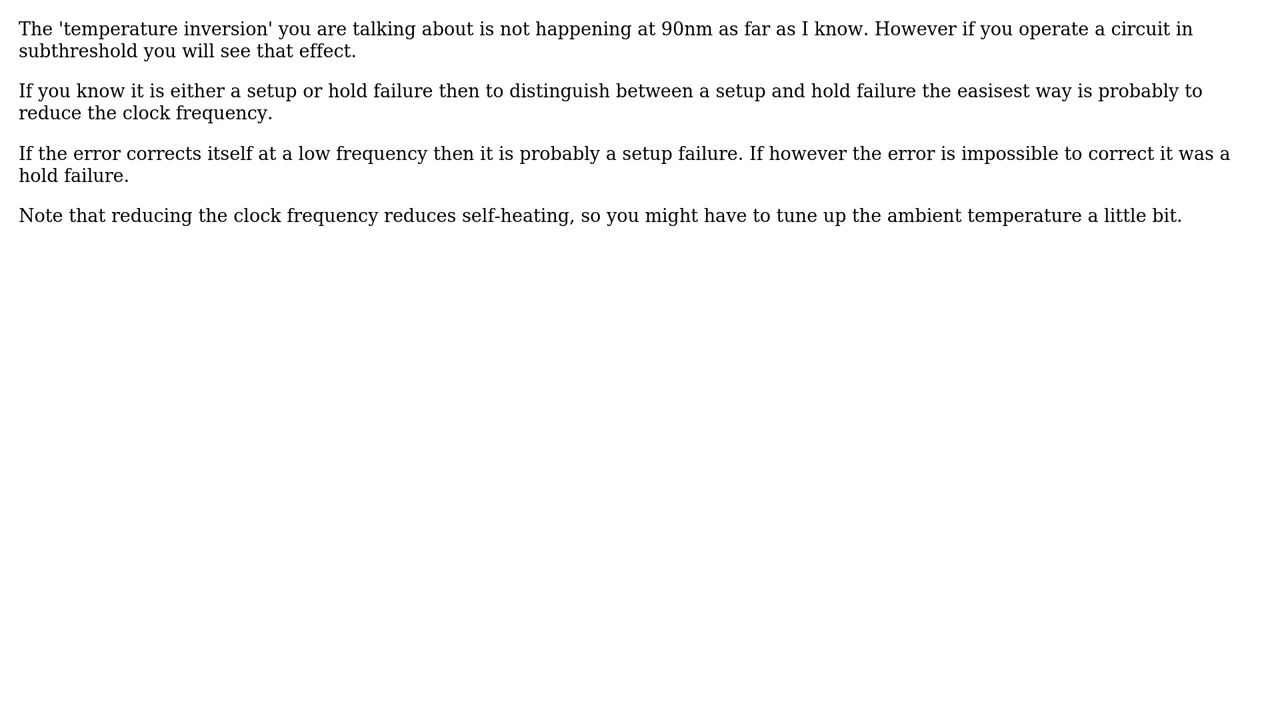 The 'temperature inversion' you are talking about is not happening at 90nm as far as I know. However if you operate a circuit in
subthreshold you will see that effect.
If you know it is either a setup or hold failure then to distinguish between a setup and hold failure the easisest way is probably to
reduce the clock frequency.
If the error corrects itself at a low frequency then it is probably a setup failure. If however the error is impossible to correct it was a
hold failure.
Note that reducing the clock frequency reduces self-heating, so you might have to tune up the ambient temperature a little bit.